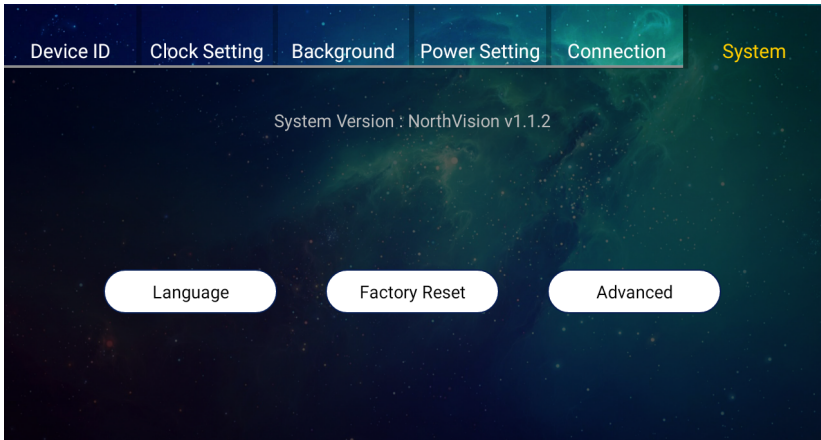 Device ID Clock Setting Background Power Setting Connection System
System Version : NorthVision v1.1.2
Language Factory Reset Advanced